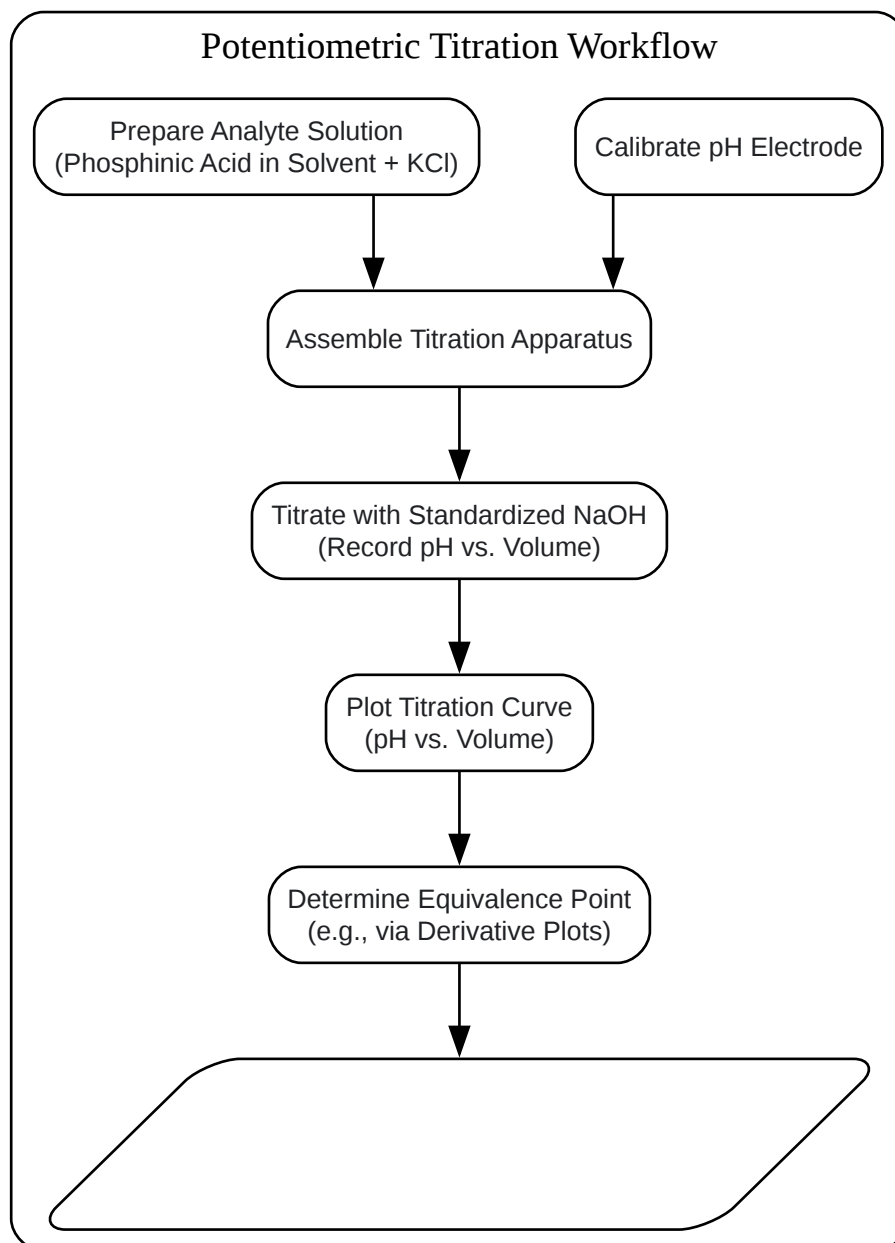 Potentiometric Titration Workflow
Prepare Analyte Solution
(Phosphinic Acid in Solvent + KCl)
Calibrate pH Electrode
Assemble Titration Apparatus
Titrate with Standardized NaOH
(Record pH vs. Volume)
Plot Titration Curve
(pH vs. Volume)
Determine Equivalence Point
(e.g., via Derivative Plots)